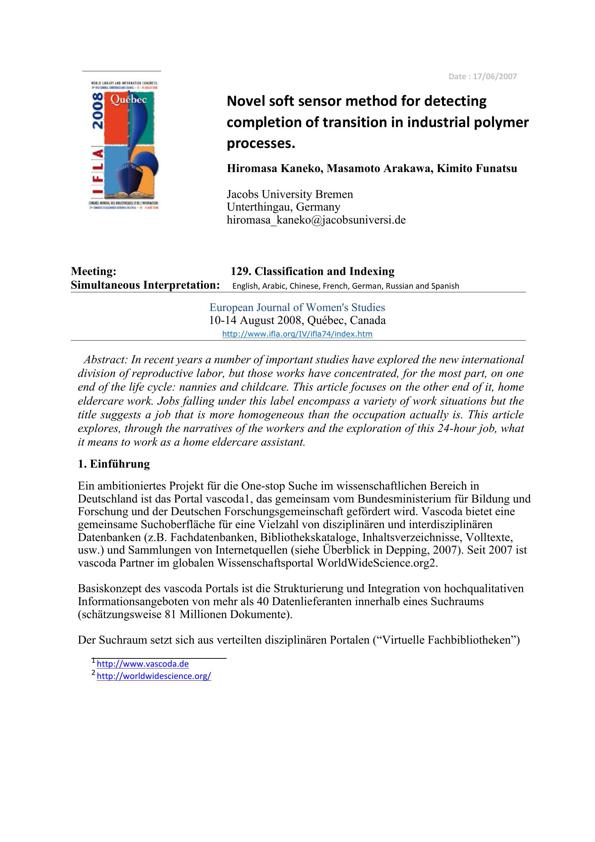 Date : 17/06/2007
IFLA 2008
Québec
Novel soft sensor method for detecting
completion of transition in industrial polymer
processes.
Hiromasa Kaneko, Masamoto Arakawa, Kimito Funatsu
Jacobs University Bremen
Unterthingau, Germany
hiromasa_kaneko@jacobsuniversi.de
Meeting: 129. Classification and Indexing
Simultaneous Interpretation: English, Arabic, Chinese, French, German, Russian and Spanish
European Journal of Women's Studies
10-14 August 2008, Québec, Canada
http://www.ifla.org/IV/ifla74/index.htm
Abstract: In recent years a number of important studies have explored the new international
division of reproductive labor, but those works have concentrated, for the most part, on one
end of the life cycle: nannies and childcare. This article focuses on the other end of it, home
eldercare work. Jobs falling under this label encompass a variety of work situations but the
title suggests a job that is more homogeneous than the occupation actually is. This article
explores, through the narratives of the workers and the exploration of this 24-hour job, what
it means to work as a home eldercare assistant.
1. Einführung
Ein ambitioniertes Projekt für die One-stop Suche im wissenschaftlichen Bereich in
Deutschland ist das Portal vascoda1, das gemeinsam vom Bundesministerium für Bildung und
Forschung und der Deutschen Forschungsgemeinschaft gefördert wird. Vascoda bietet eine
gemeinsame Suchoberfläche für eine Vielzahl von disziplinären und interdisziplinären
Datenbanken (z.B. Fachdatenbanken, Bibliothekskataloge, Inhaltsverzeichnisse, Volltexte,
usw.) und Sammlungen von Internetquellen (siehe Überblick in Depping, 2007). Seit 2007 ist
vascoda Partner im globalen Wissenschaftsportal WorldWideScience.org2.
Basiskonzept des vascoda Portals ist die Strukturierung und Integration von hochqualitativen
Informationsangeboten von mehr als 40 Datenlieferanten innerhalb eines Suchraums
(schätzungsweise 81 Millionen Dokumente).
Der Suchraum setzt sich aus verteilten disziplinären Portalen (“Virtuelle Fachbibliotheken”)
1 http://www.vascoda.de
2 http://worldwidescience.org/